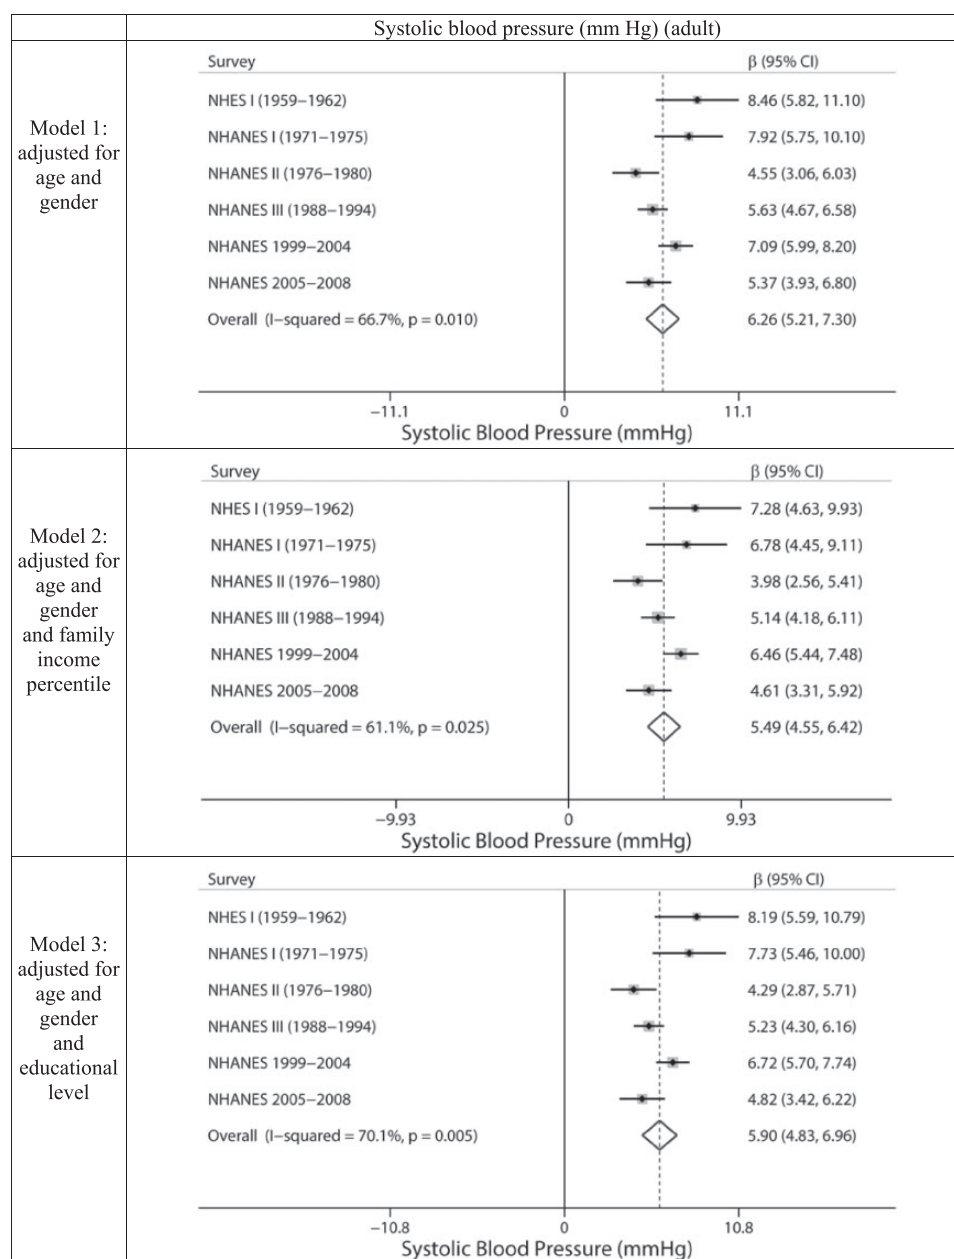 Systolic blood pressure (mm Hg) (adult)
Model 1:
adjusted for
age and
gender
Survey β (95% CI)
NHES I (1959−1962) 8.46 (5.82, 11.10)
NHANES I (1971−1975) 7.92 (5.75, 10.10)
NHANES II (1976−1980) 4.55 (3.06, 6.03)
NHANES III (1988−1994) 5.63 (4.67, 6.58)
NHANES 1999−2004 7.09 (5.99, 8.20)
NHANES 2005−2008 5.37 (3.93, 6.80)
Overall (I−squared = 66.7%, p = 0.010) 6.26 (5.21, 7.30)
−11.1 0 11.1
Systolic Blood Pressure (mmHg)
Model 2:
adjusted for
age and
gender
and family
income
percentile
Survey β (95% CI)
NHES I (1959−1962) 7.28 (4.63, 9.93)
NHANES I (1971−1975) 6.78 (4.45, 9.11)
NHANES II (1976−1980) 3.98 (2.56, 5.41)
NHANES III (1988−1994) 5.14 (4.18, 6.11)
NHANES 1999−2004 6.46 (5.44, 7.48)
NHANES 2005−2008 4.61 (3.31, 5.92)
Overall (I−squared = 61.1%, p = 0.025) 5.49 (4.55, 6.42)
−9.93 0 9.93
Systolic Blood Pressure (mmHg)
Model 3:
adjusted for
age and
gender
and
educational
level
Survey β (95% CI)
NHES I (1959−1962) 8.19 (5.59, 10.79)
NHANES I (1971−1975) 7.73 (5.46, 10.00)
NHANES II (1976−1980) 4.29 (2.87, 5.71)
NHANES III (1988−1994) 5.23 (4.30, 6.16)
NHANES 1999−2004 6.72 (5.70, 7.74)
NHANES 2005−2008 4.82 (3.42, 6.22)
Overall (I−squared = 70.1%, p = 0.005) 5.90 (4.83, 6.96)
−10.8 0 10.8
Systolic Blood Pressure (mmHg)